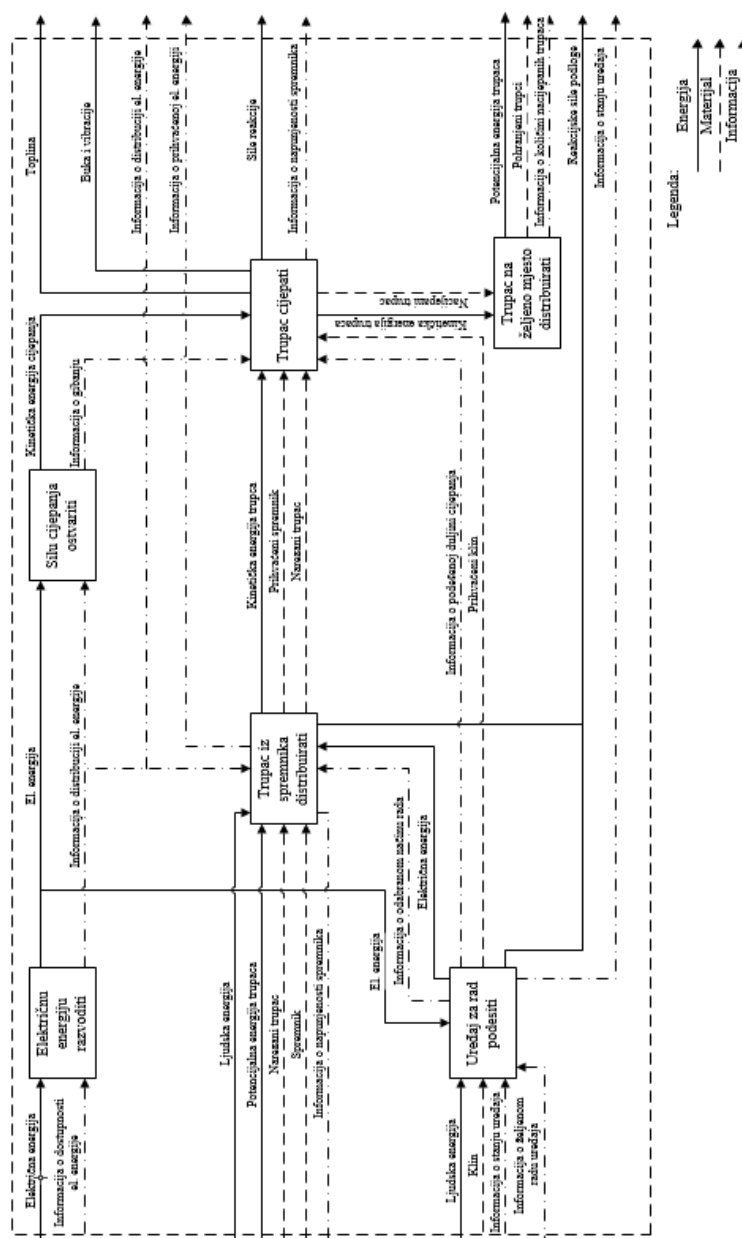 Električna energija
Informacija o dostupnosti
el. energije
Električnu
energiju
razvoditi
El. energija
Informacija o distribuciji el. energije
Silu cijepanja
ostvariti
Kinetička energija cijepanja
Informacija o gibanju
Toplina
Buka i vibracije
Informacija o distribuciji el. energije
Informacija o prihvaćenoj el. energiji
Ljudska energija
Potencijalna energija trupaca
Narezani trupac
Spremnik
Informacija o napunjenosti spremnika
Trupac iz
spremnika
distribuirati
Kinetička energija trupca
Prihvaćeni spremnik
Narezani trupac
Trupac cijepati
Sile reakcije
Informacija o napunjenosti spremnika
Nacijepani trupac
Kinetička energija trupaca
El. energija
Informacija o odabranom načinu rada
Električna energija
Informacija o podešenoj duljini cijepanja
Prihvaćeni klin
Trupac na
željeno mjesto
distribuirati
Potencijalna energija trupaca
Pohranjeni trupci
Informacija o količini nacijepanih trupaca
Reakcijske sile podloge
Informacija o stanju uređaja
Ljudska energija
Klin
Informacija o stanju uređaja
Informacija o željenom
radu uređaja
Uređaj za rad
podesiti
Legenda:
Energija
Materijal
Informacija